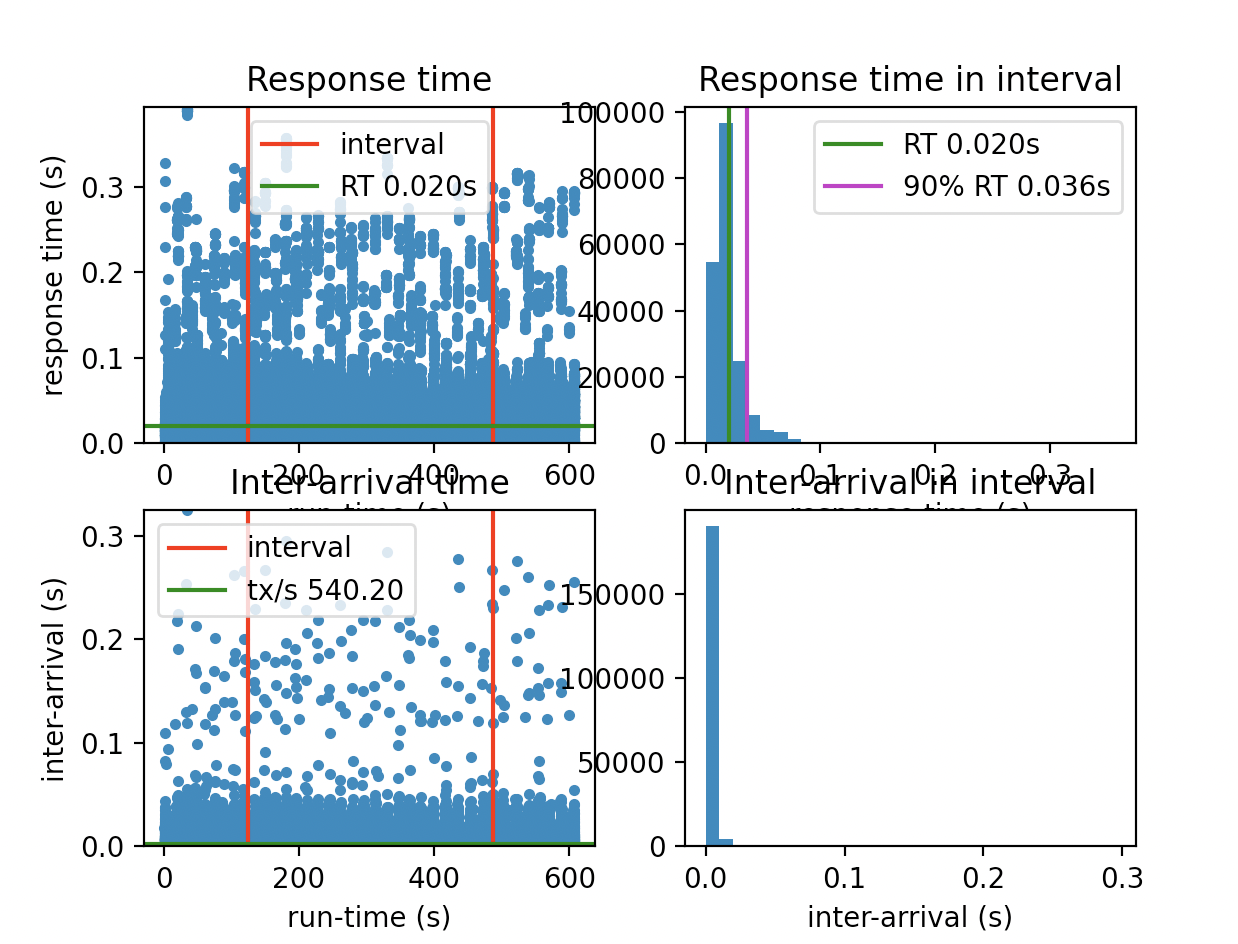 Response time
response time (s)
0.3
0.2
0.1
0.0
interval
RT 0.020s
0
200
400
600
run-time (s)
Response time in interval
100000
80000
60000
40000
20000
0
RT 0.020s
90% RT 0.036s
0.0
0.1
0.2
0.3
response time (s)
Inter-arrival time
inter-arrival (s)
0.3
0.2
0.1
0.0
interval
tx/s 540.20
0
200
400
600
run-time (s)
Inter-arrival in interval
150000
100000
50000
0
0.0
0.1
0.2
0.3
inter-arrival (s)